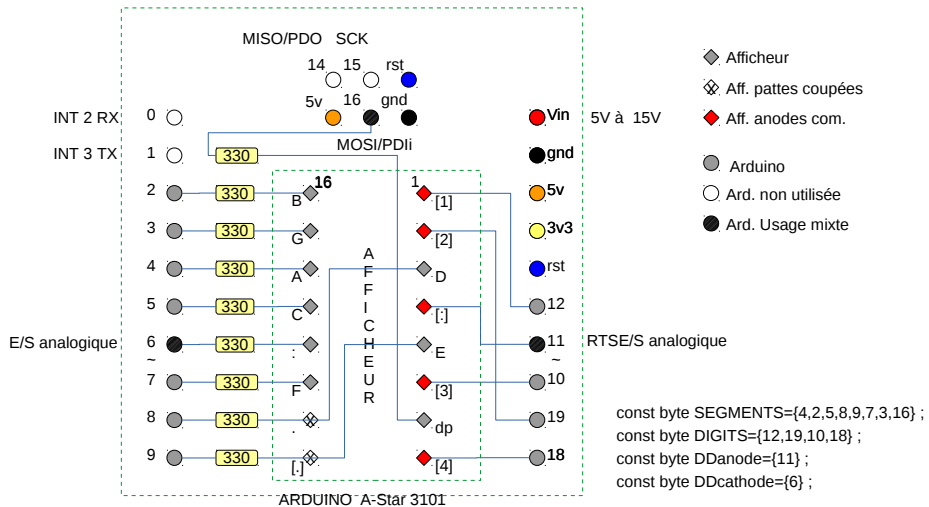 MISO/PDO SCK
14 15 rst
5v 16 gnd
MOSI/PDIi
INT 2 RX 0
INT 3 TX 1
330
2 330 B
16
3 330 G
4 330 A
5 330 C
E/S analogique 6 330 :
~
7 330 F
8 330 .
9 330 [.]
AFFICHEUR
1
[1]
[2]
D
[:]
E
[3]
dp
[4]
Vin 5V à 15V
gnd
5v
3v3
rst
12
11 RTSE/S analogique
~
10
19
18
ARDUINO A-Star 3101
Afficheur
Aff. pattes coupées
Aff. anodes com.
Arduino
Ard. non utilisée
Ard. Usage mixte
const byte SEGMENTS={4,2,5,8,9,7,3,16} ;
const byte DIGITS={12,19,10,18} ;
const byte DDanode={11} ;
const byte DDcathode={6} ;